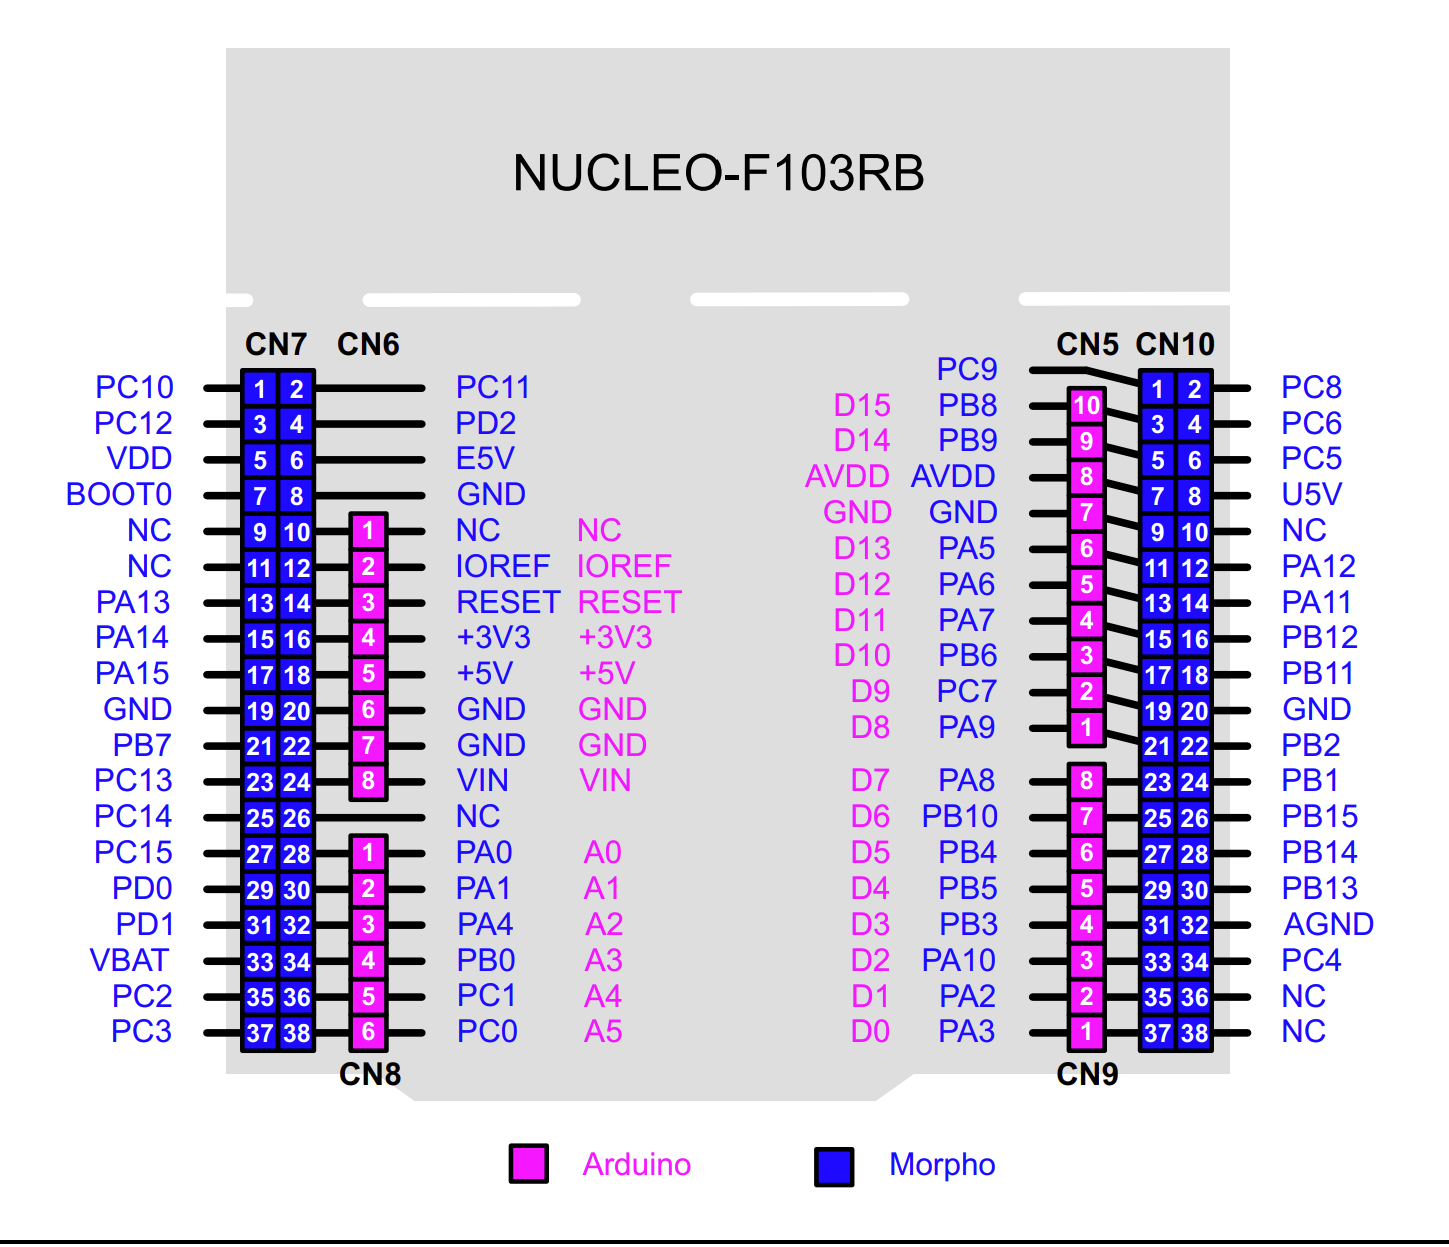 NUCLEO-F103RB
CN7 CN6 CN5 CN10
PC9
PC10 1 2 PC11 1 2 PC8
D15 PB8 10
PC12 3 4 PD2 3 4 PC6
D14 PB9 9
VDD 5 6 E5V 5 6 PC5
AVDD AVDD 8
BOOT0 7 8 GND 7 8 U5V
GND GND 7
NC 9 10 1 NC NC 9 10 NC
D13 PA5 6
NC 11 12 2 IOREF IOREF 11 12 PA12
D12 PA6 5
PA13 13 14 3 RESET RESET 13 14 PA11
D11 PA7 4
PA14 15 16 4 +3V3 +3V3 15 16 PB12
D10 PB6 3
PA15 17 18 5 +5V +5V 17 18 PB11
D9 PC7 2
GND 19 20 6 GND GND 19 20 GND
D8 PA9 1
PB7 21 22 7 GND GND 21 22 PB2
PC13 23 24 8 VIN VIN D7 PA8 8 23 24 PB1
PC14 25 26 NC D6 PB10 7 25 26 PB15
PC15 27 28 1 PA0 A0 D5 PB4 6 27 28 PB14
PD0 29 30 2 PA1 A1 D4 PB5 5 29 30 PB13
PD1 31 32 3 PA4 A2 D3 PB3 4 31 32 AGND
VBAT 33 34 4 PB0 A3 D2 PA10 3 33 34 PC4
PC2 35 36 5 PC1 A4 D1 PA2 2 35 36 NC
PC3 37 38 6 PC0 A5 D0 PA3 1 37 38 NC
CN8 CN9
Arduino Morpho